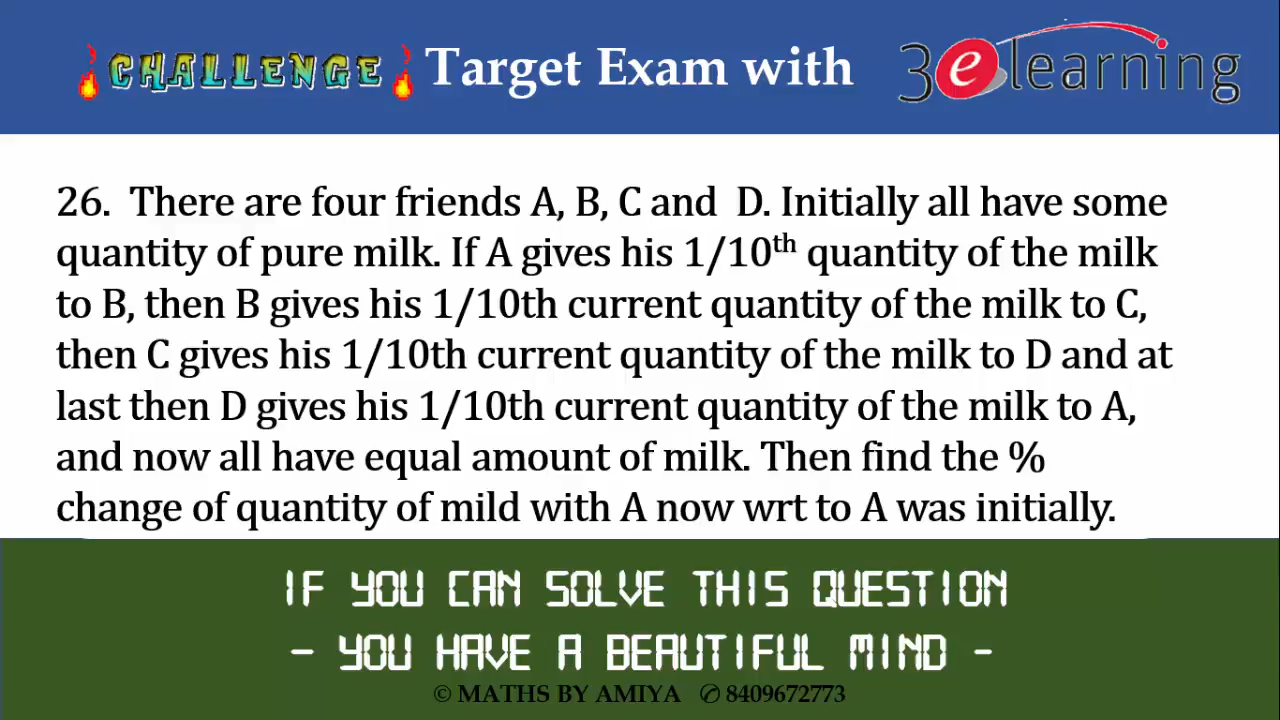 CHALLENGE Target Exam with 3elearning
26. There are four friends A, B, C and D. Initially all have some
quantity of pure milk. If A gives his 1/10th quantity of the milk
to B, then B gives his 1/10th current quantity of the milk to C,
then C gives his 1/10th current quantity of the milk to D and at
last then D gives his 1/10th current quantity of the milk to A,
and now all have equal amount of milk. Then find the %
change of quantity of mild with A now wrt to A was initially.
IF YOU CAN SOLVE THIS QUESTION
- YOU HAVE A BEAUTIFUL MIND -
© MATHS BY AMIYA ✆ 8409672773